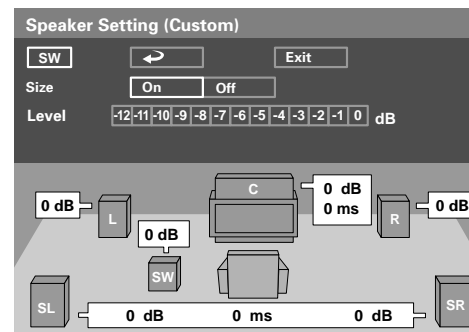 Speaker Setting (Custom)
SW Exit
Size On Off
Level -12 -11 -10 -9 -8 -7 -6 -5 -4 -3 -2 -1 0 dB
C
0 dB
0 ms
0 dB L R 0 dB
0 dB
SW
SL 0 dB 0 ms 0 dB SR